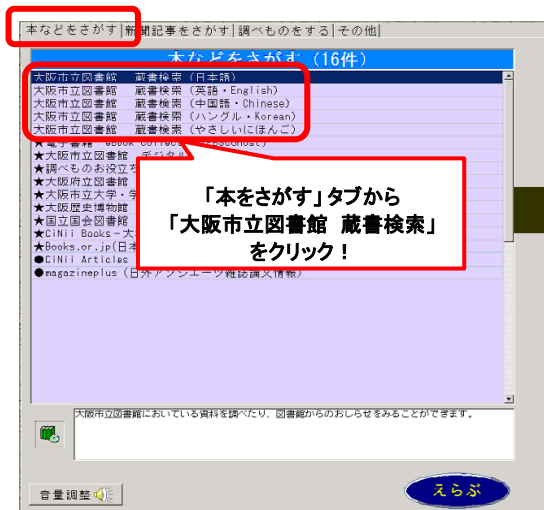 本などをさがす|新聞記事をさがす|調べものをする|その他|
本などをさがす (16件)
大阪市立図書館 蔵書検索 (日本語)
大阪市立図書館 蔵書検索 (英語・English)
大阪市立図書館 蔵書検索 (中国語・Chinese)
大阪市立図書館 蔵書検索 (ハングル・Korean)
大阪市立図書館 蔵書検索 (やさしいにほんご)
★電子書籍 eBook Collection (EBSCOhost)
★大阪市立図書館 デジタル
★調べものお役立ち
★大阪府立図書館
★大阪市立大学・学
★大阪歴史博物館
★国立国会図書館
★CiNii Books-大
★Books.or.jp(日本
●CiNii Articles
●magazineplus (日外アソシエーツ雑誌論文情報)
「本をさがす」タブから
「大阪市立図書館 蔵書検索」
をクリック!
大阪市立図書館においている資料を調べたり、図書館からのおしらせをみることができます。
音量調整
えらぶ